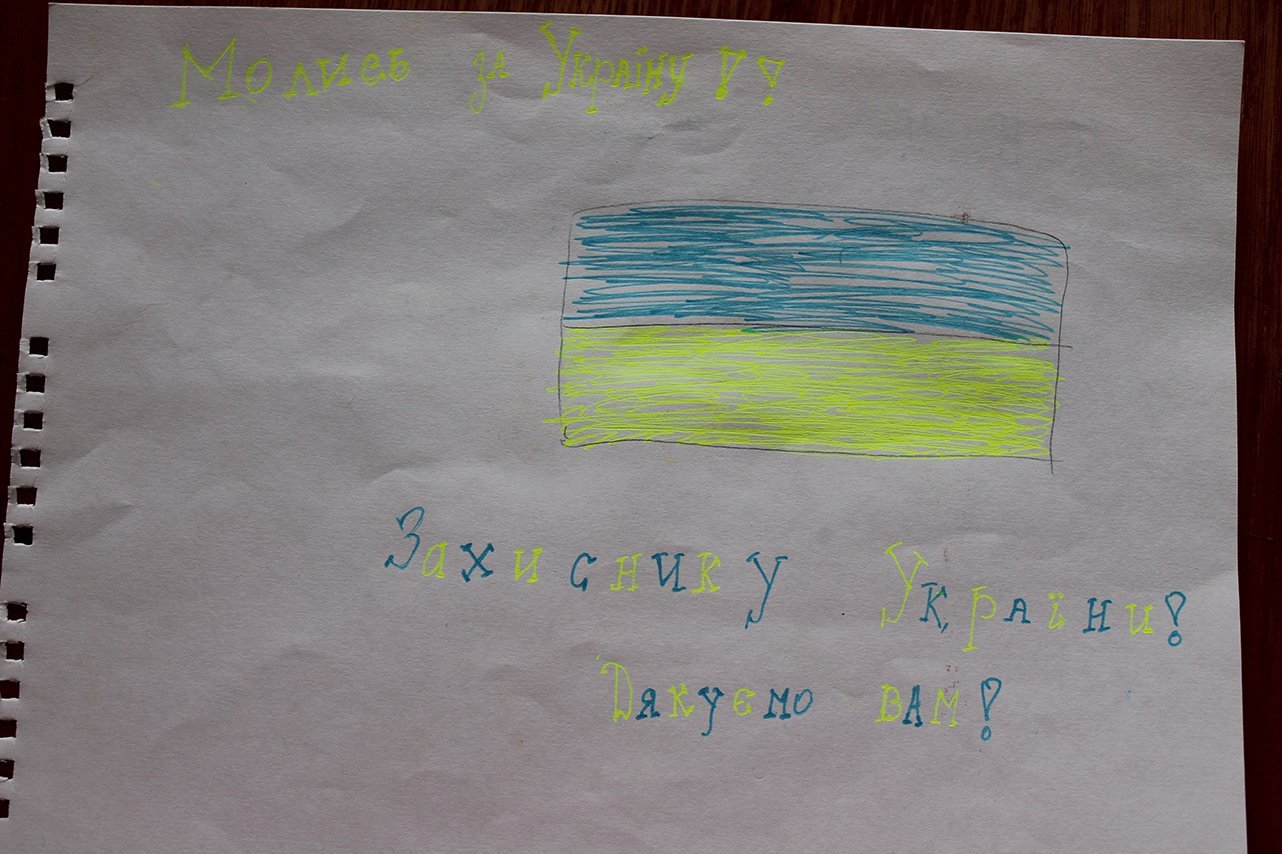 Молись за Україну!!
Захиснику України!
Дякуємо вам!